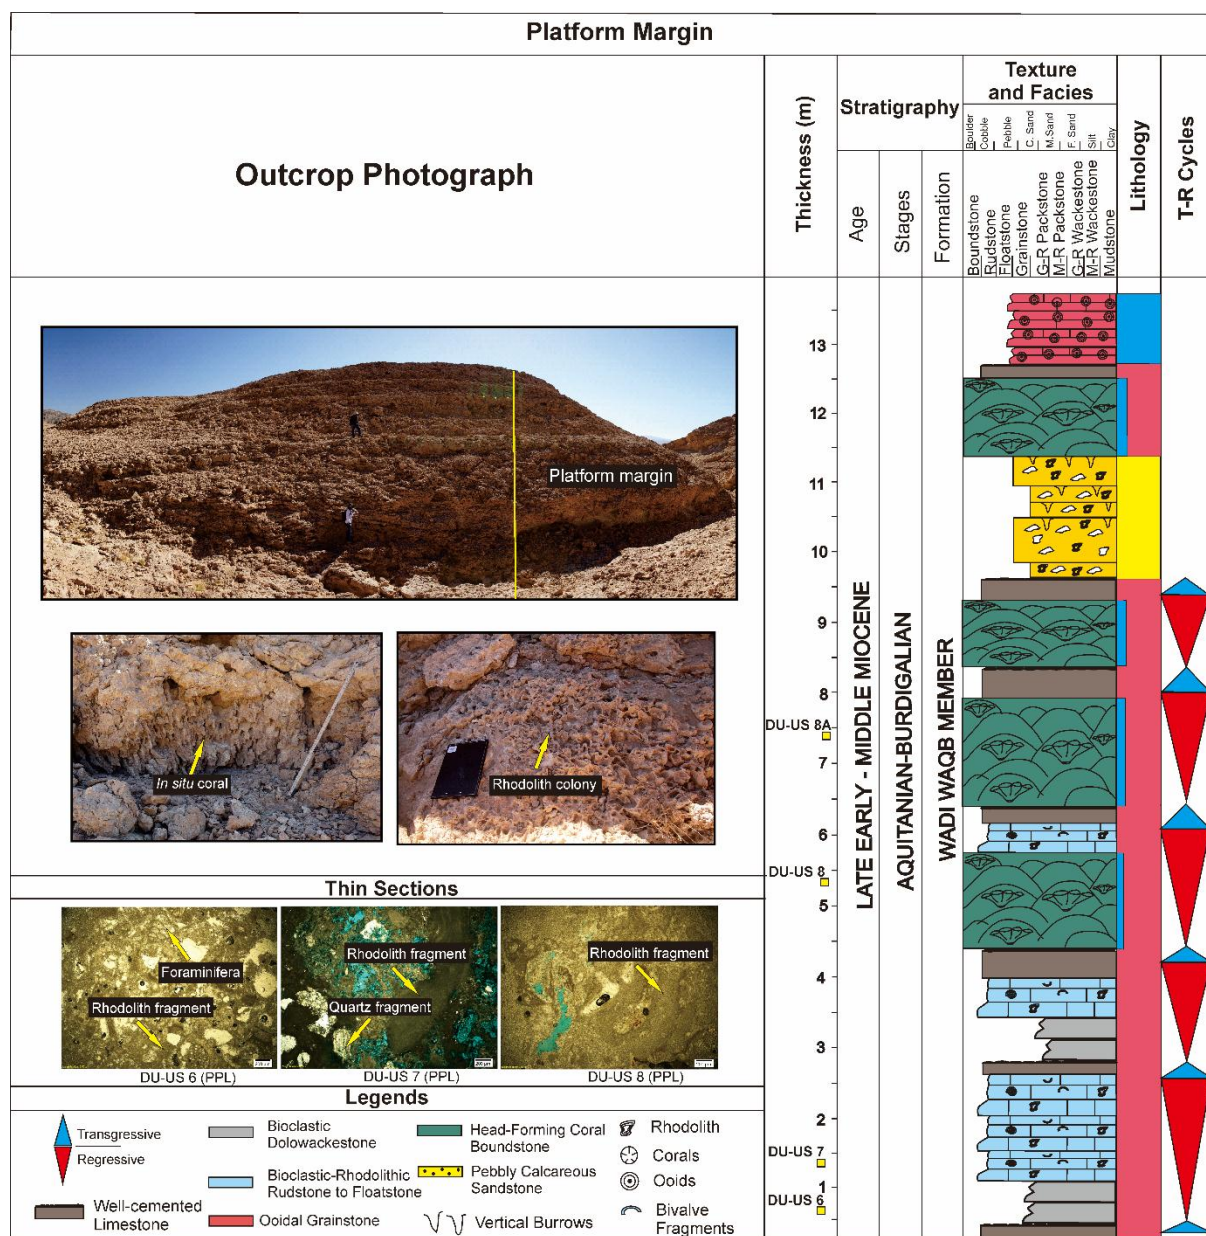 Platform Margin
Outcrop Photograph
Thickness (m)
Stratigraphy
Age
Stages
Formation
Texture
and Facies
Boulder
Cobble
Pebble
C. Sand
M.Sand
F. Sand
Silt
Clay
Boundstone
Rudstone
Floatstone
Grainstone
G-R Packstone
M-R Packstone
G-R Wackestone
M-R Wackestone
Mudstone
Lithology
T-R Cycles
Platform margin
In situ coral
Rhodolith colony
13
12
11
10
9
8
DU-US 8A
7
6
DU-US 8
5
4
3
2
DU-US 7
1
DU-US 6
LATE EARLY - MIDDLE MIOCENE
AQUITANIAN-BURDIGALIAN
WADI WAQB MEMBER
Thin Sections
Foraminifera
Rhodolith fragment
Rhodolith fragment
Quartz fragment
Rhodolith fragment
DU-US 6 (PPL)
DU-US 7 (PPL)
DU-US 8 (PPL)
Legends
Transgressive
Regressive
Well-cemented
Limestone
Bioclastic
Dolowackestone
Bioclastic-Rhodolithic
Rudstone to Floatstone
Ooidal Grainstone
Head-Forming Coral
Boundstone
Pebbly Calcareous
Sandstone
Vertical Burrows
Rhodolith
Corals
Ooids
Bivalve
Fragments